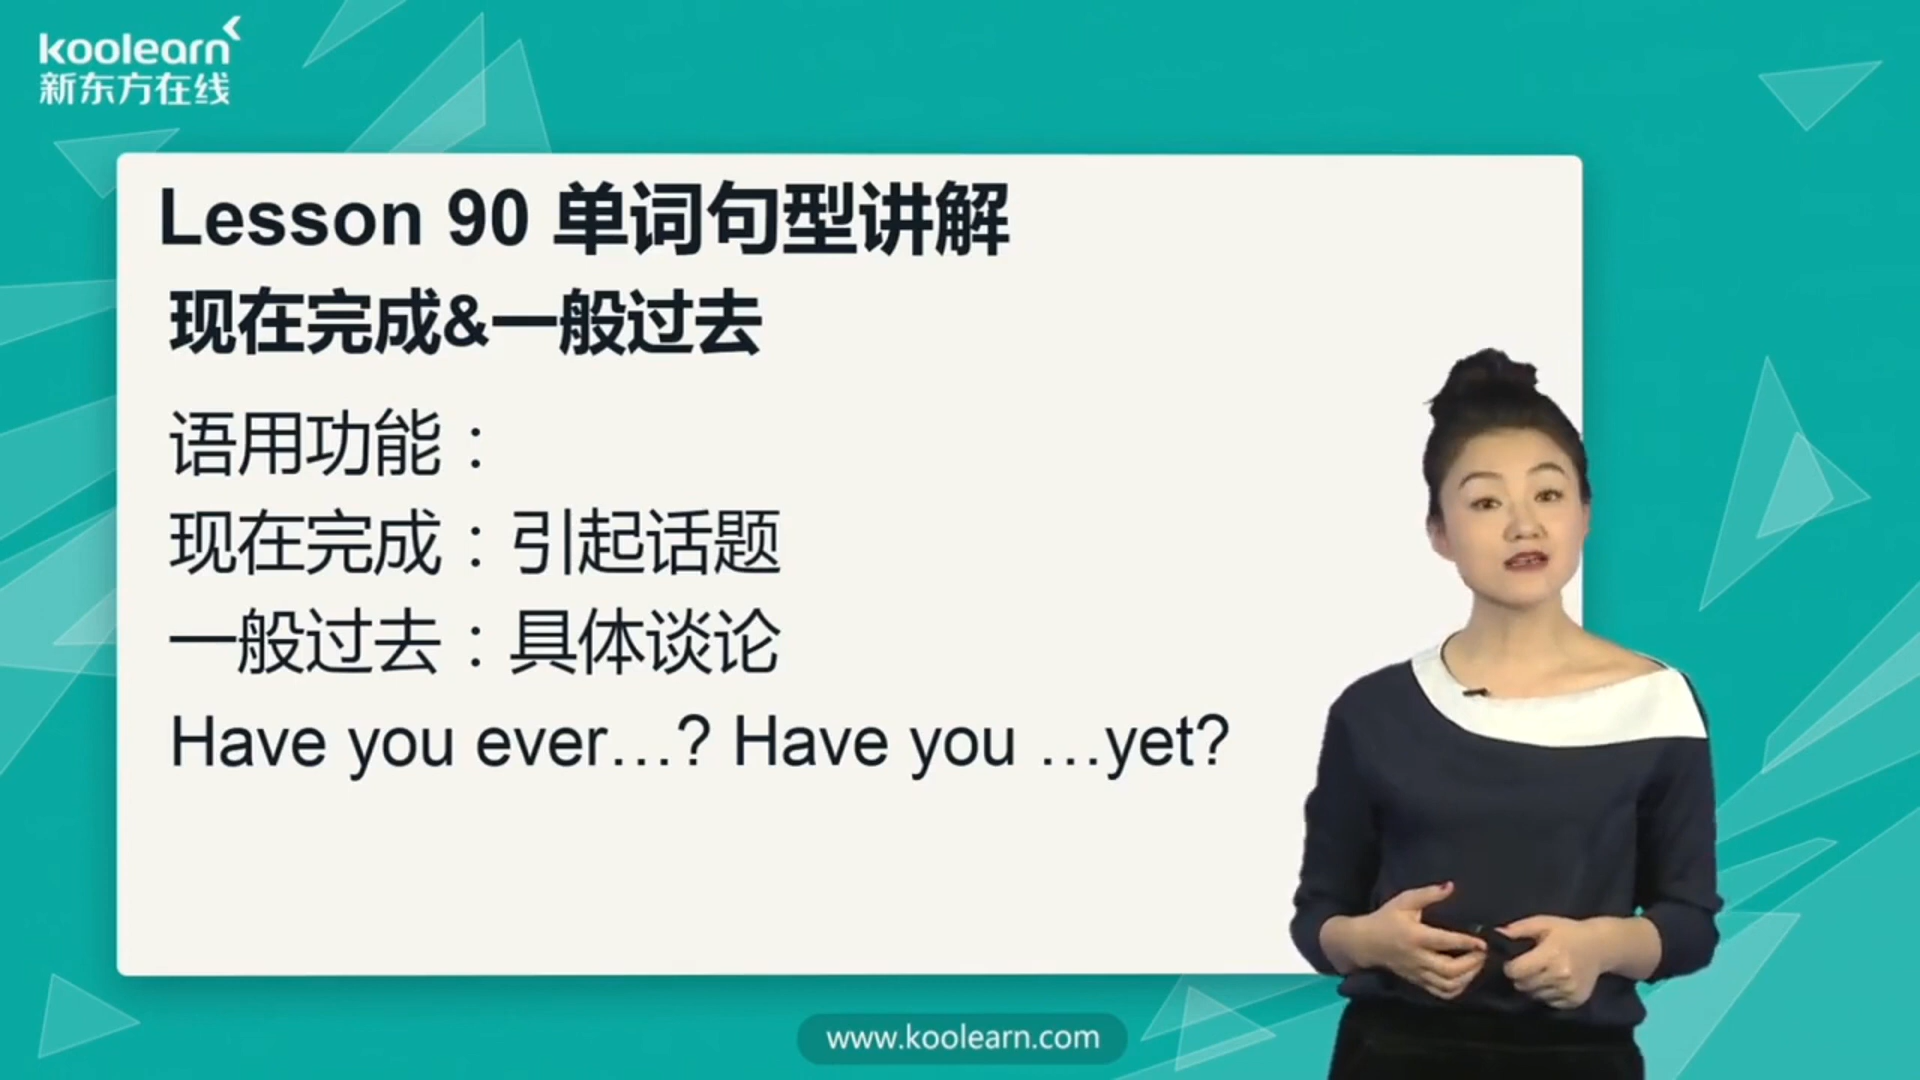 koolearn
新东方在线
Lesson 90 单词句型讲解
现在完成&一般过去
语用功能：
现在完成：引起话题
一般过去：具体谈论
Have you ever…? Have you …yet?
www.koolearn.com